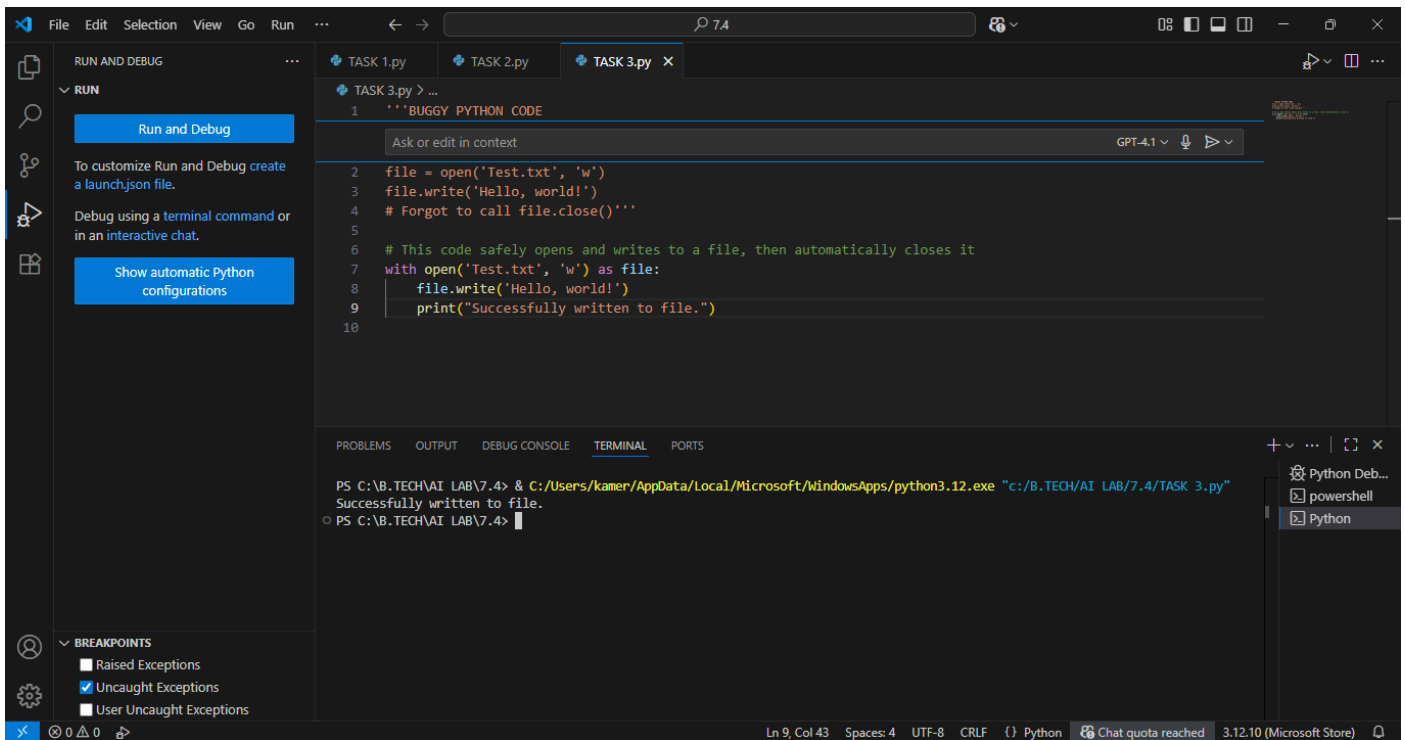 File Edit Selection View Go Run ··· 7.4
RUN AND DEBUG ···
RUN
Run and Debug
To customize Run and Debug create
a launch.json file.
Debug using a terminal command or
in an interactive chat.
Show automatic Python
configurations
BREAKPOINTS
Raised Exceptions
Uncaught Exceptions
User Uncaught Exceptions
TASK 1.py TASK 2.py TASK 3.py
TASK 3.py > ...
1 '''BUGGY PYTHON CODE
Ask or edit in context GPT-4.1
2 file = open('Test.txt', 'w')
3 file.write('Hello, world!')
4 # Forgot to call file.close()'''
5
6 # This code safely opens and writes to a file, then automatically closes it
7 with open('Test.txt', 'w') as file:
8 file.write('Hello, world!')
9 print("Successfully written to file.")
10
PROBLEMS OUTPUT DEBUG CONSOLE TERMINAL PORTS
PS C:\B.TECH\AI LAB\7.4> & C:/Users/kamer/AppData/Local/Microsoft/WindowsApps/python3.12.exe "c:/B.TECH/AI LAB/7.4/TASK 3.py"
Successfully written to file.
PS C:\B.TECH\AI LAB\7.4>
Python Deb...
powershell
Python
0 0 Ln 9, Col 43 Spaces: 4 UTF-8 CRLF {} Python Chat quota reached 3.12.10 (Microsoft Store)